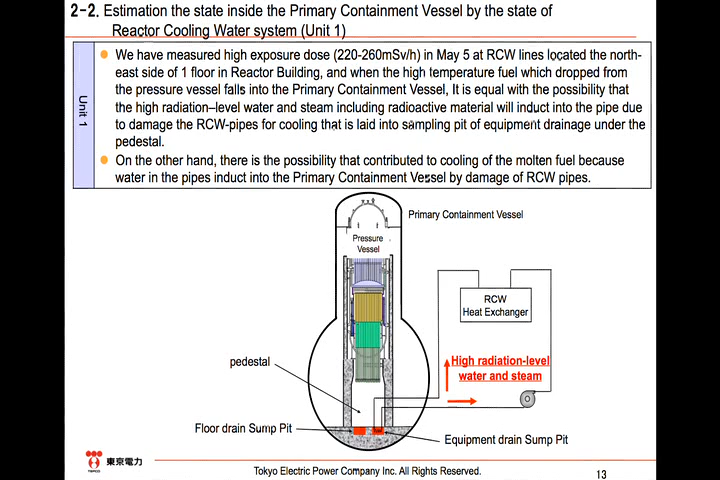 2-2. Estimation the state inside the Primary Containment Vessel by the state of
Reactor Cooling Water system (Unit 1)
Unit 1
We have measured high exposure dose (220-260mSv/h) in May 5 at RCW lines located the north-
east side of 1 floor in Reactor Building, and when the high temperature fuel which dropped from
the pressure vessel falls into the Primary Containment Vessel, It is equal with the possibility that
the high radiation-level water and steam including radioactive material will induct into the pipe due
to damage the RCW-pipes for cooling that is laid into sampling pit of equipment drainage under the
pedestal.
On the other hand, there is the possibility that contributed to cooling of the molten fuel because
water in the pipes induct into the Primary Containment Vessel by damage of RCW pipes.
Primary Containment Vessel
Pressure
Vessel
RCW
Heat Exchanger
pedestal
High radiation-level
water and steam
Floor drain Sump Pit
Equipment drain Sump Pit
TEPCO
東京電力
Tokyo Electric Power Company Inc. All Rights Reserved.
13